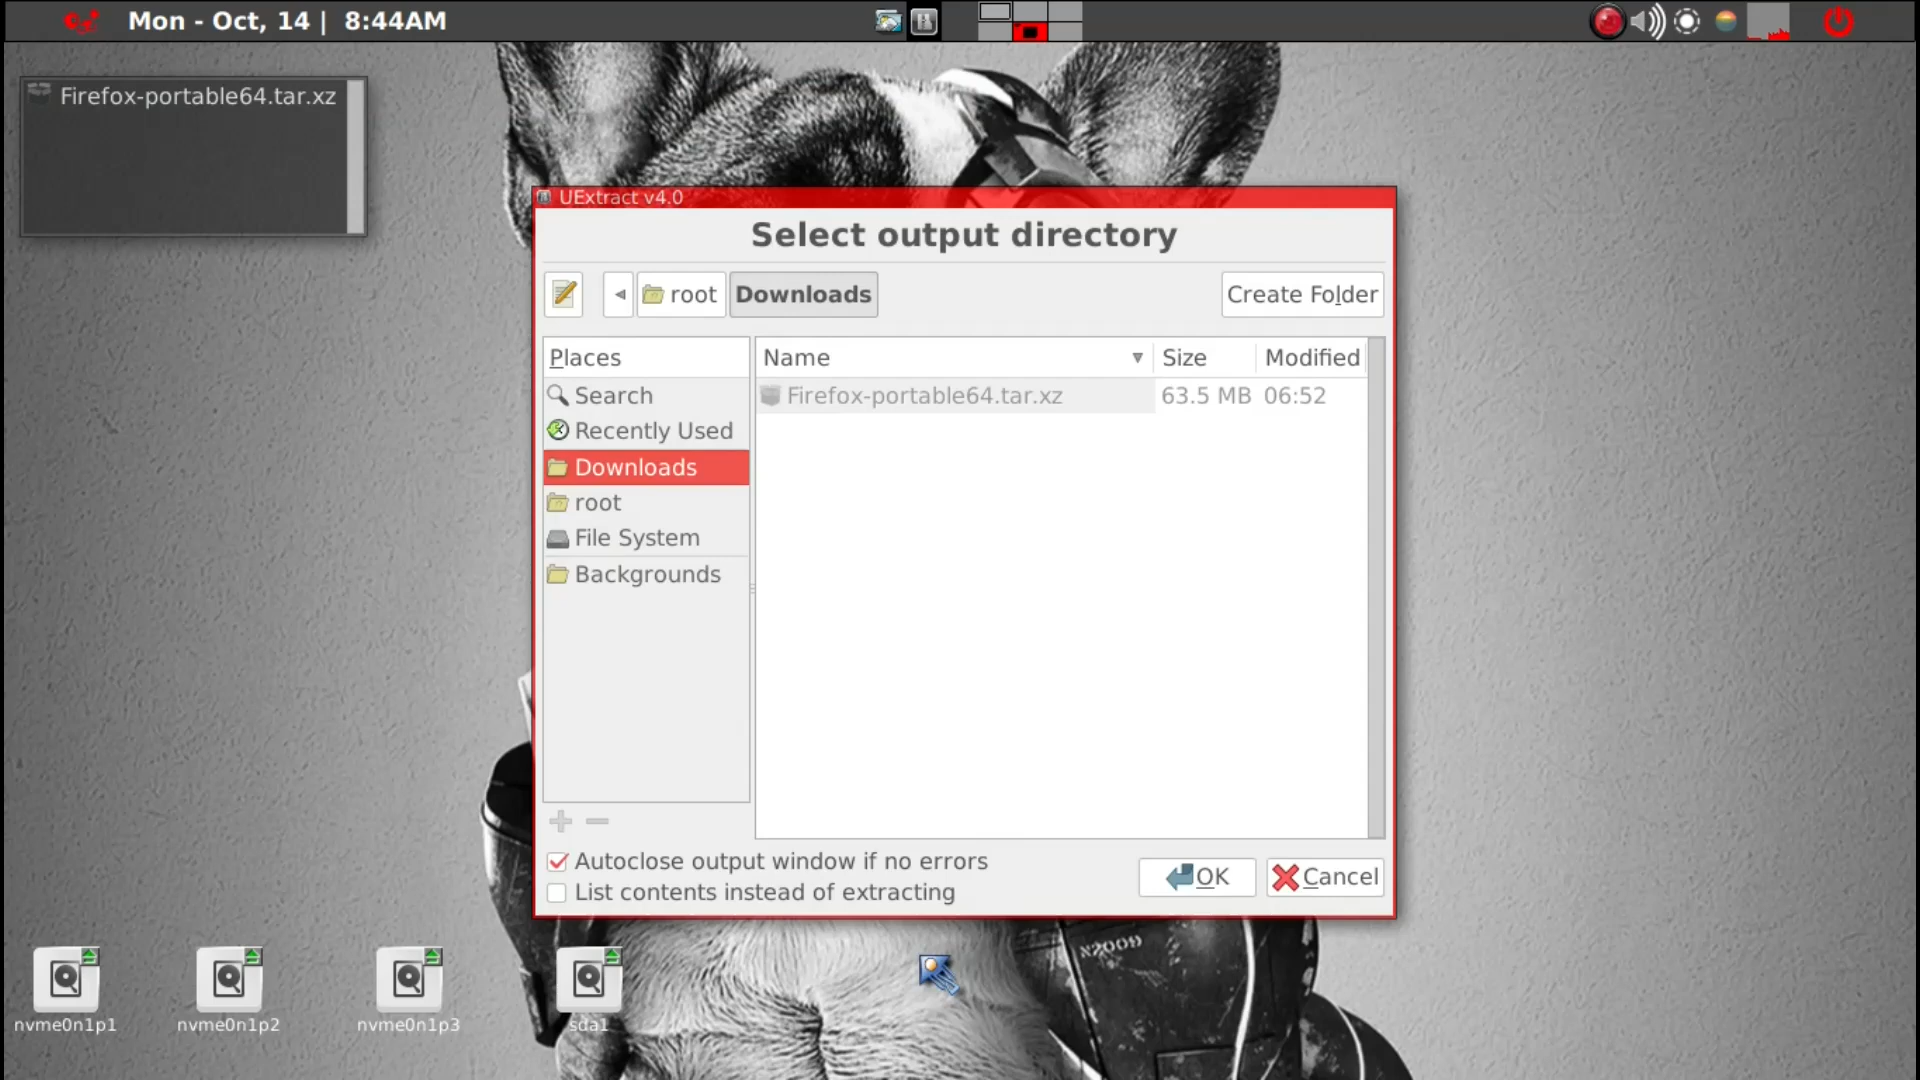 Mon - Oct, 14 | 8:44AM
Firefox-portable64.tar.xz
UExtract v4.0
Select output directory
root
Downloads
Create Folder
Places
Name
Size
Modified
Search
Firefox-portable64.tar.xz
63.5 MB
06:52
Recently Used
Downloads
root
File System
Backgrounds
Autoclose output window if no errors
List contents instead of extracting
OK
Cancel
N2009
nvme0n1p1
nvme0n1p2
nvme0n1p3
sda1